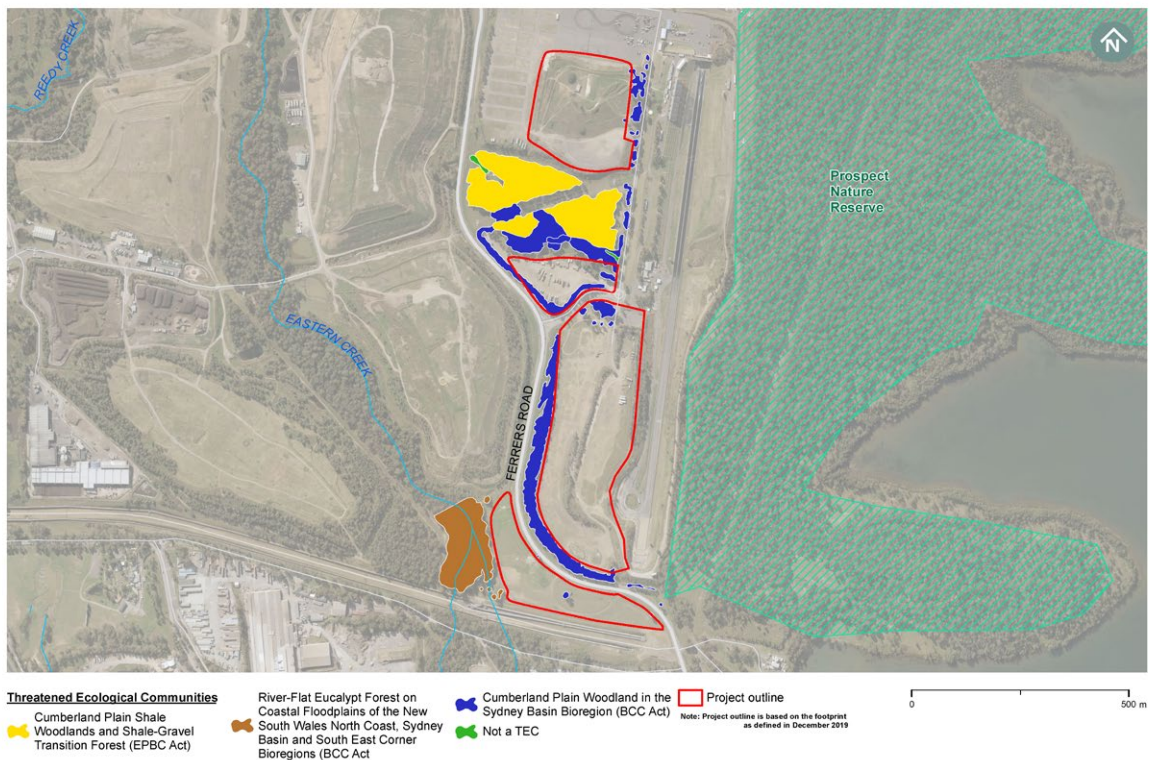 REEDY CREEK
N
Prospect
Nature
Reserve
EASTERN CREEK
FERRERS ROAD
Threatened Ecological Communities
Cumberland Plain Shale
Woodlands and Shale-Gravel
Transition Forest (EPBC Act)
River-Flat Eucalypt Forest on
Coastal Floodplains of the New
South Wales North Coast, Sydney
Basin and South East Corner
Bioregions (BCC Act
Cumberland Plain Woodland in the
Sydney Basin Bioregion (BCC Act)
Not a TEC
Project outline
Note: Project outline is based on the footprint
as defined in December 2019
0
500 m